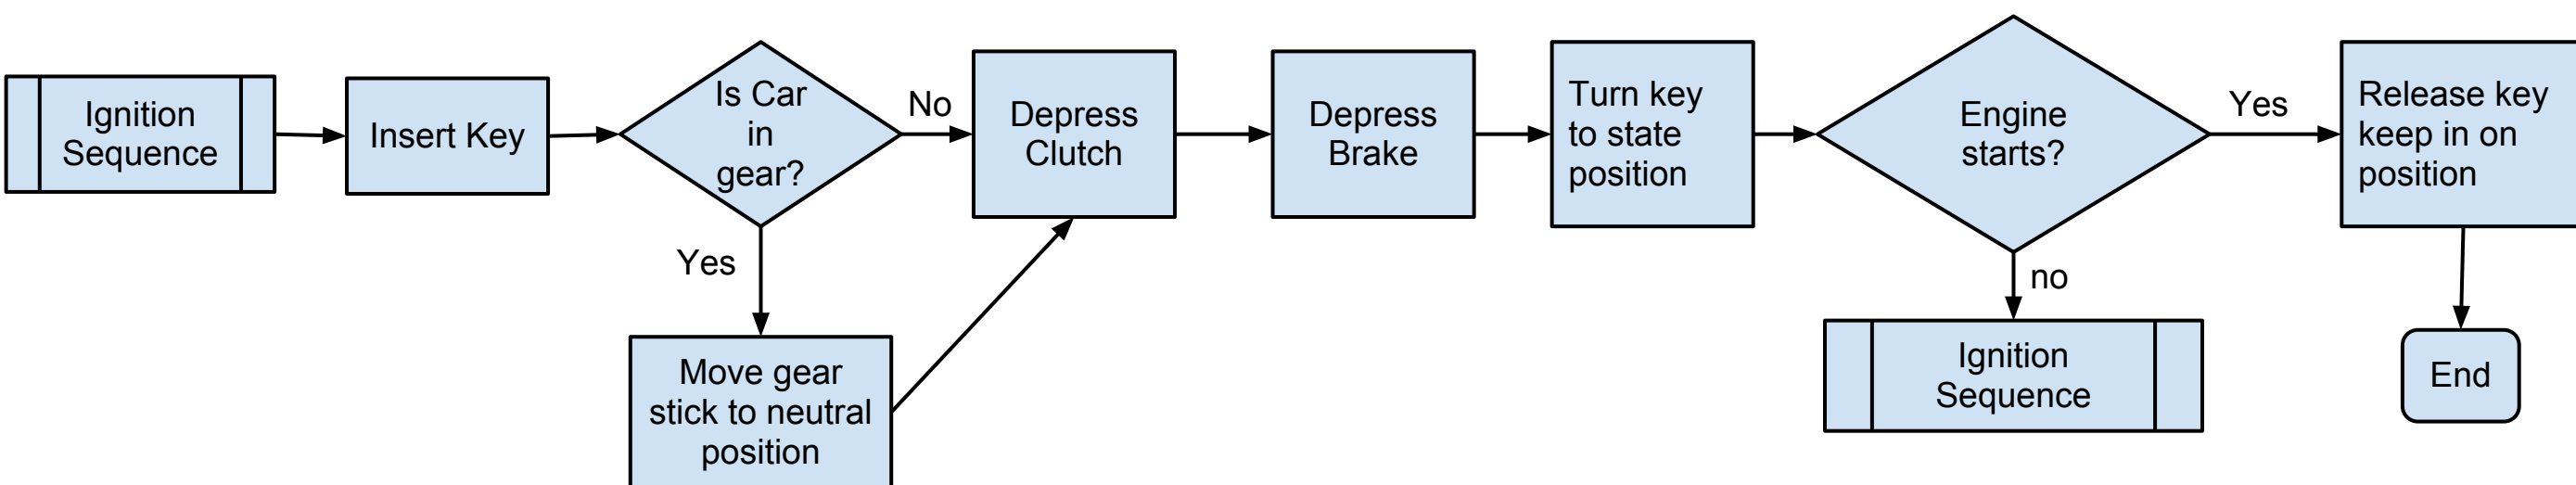 Ignition
Sequence
Insert Key
Is Car
in
gear?
No
Yes
Move gear
stick to neutral
position
Depress
Clutch
Depress
Brake
Turn key
to state
position
Engine
starts?
Yes
no
Ignition
Sequence
Release key
keep in on
position
End